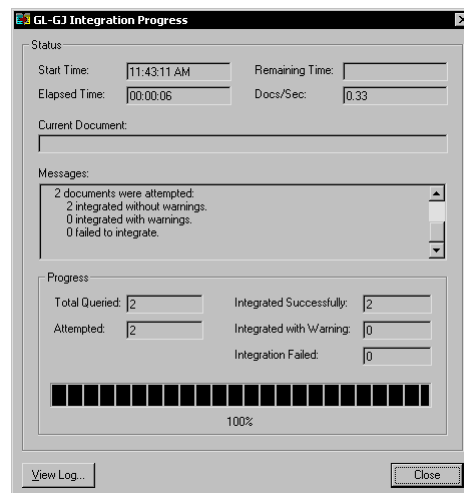 GL-GJ Integration Progress
Status
Start Time: 11:43:11 AM Remaining Time:
Elapsed Time: 00:00:06 Docs/Sec: 0.33
Current Document:
Messages:
2 documents were attempted:
2 integrated without warnings.
0 integrated with warnings.
0 failed to integrate.
Progress
Total Queried: 2 Integrated Successfully: 2
Attempted: 2 Integrated with Warning: 0
Integration Failed: 0
100%
View Log... Close